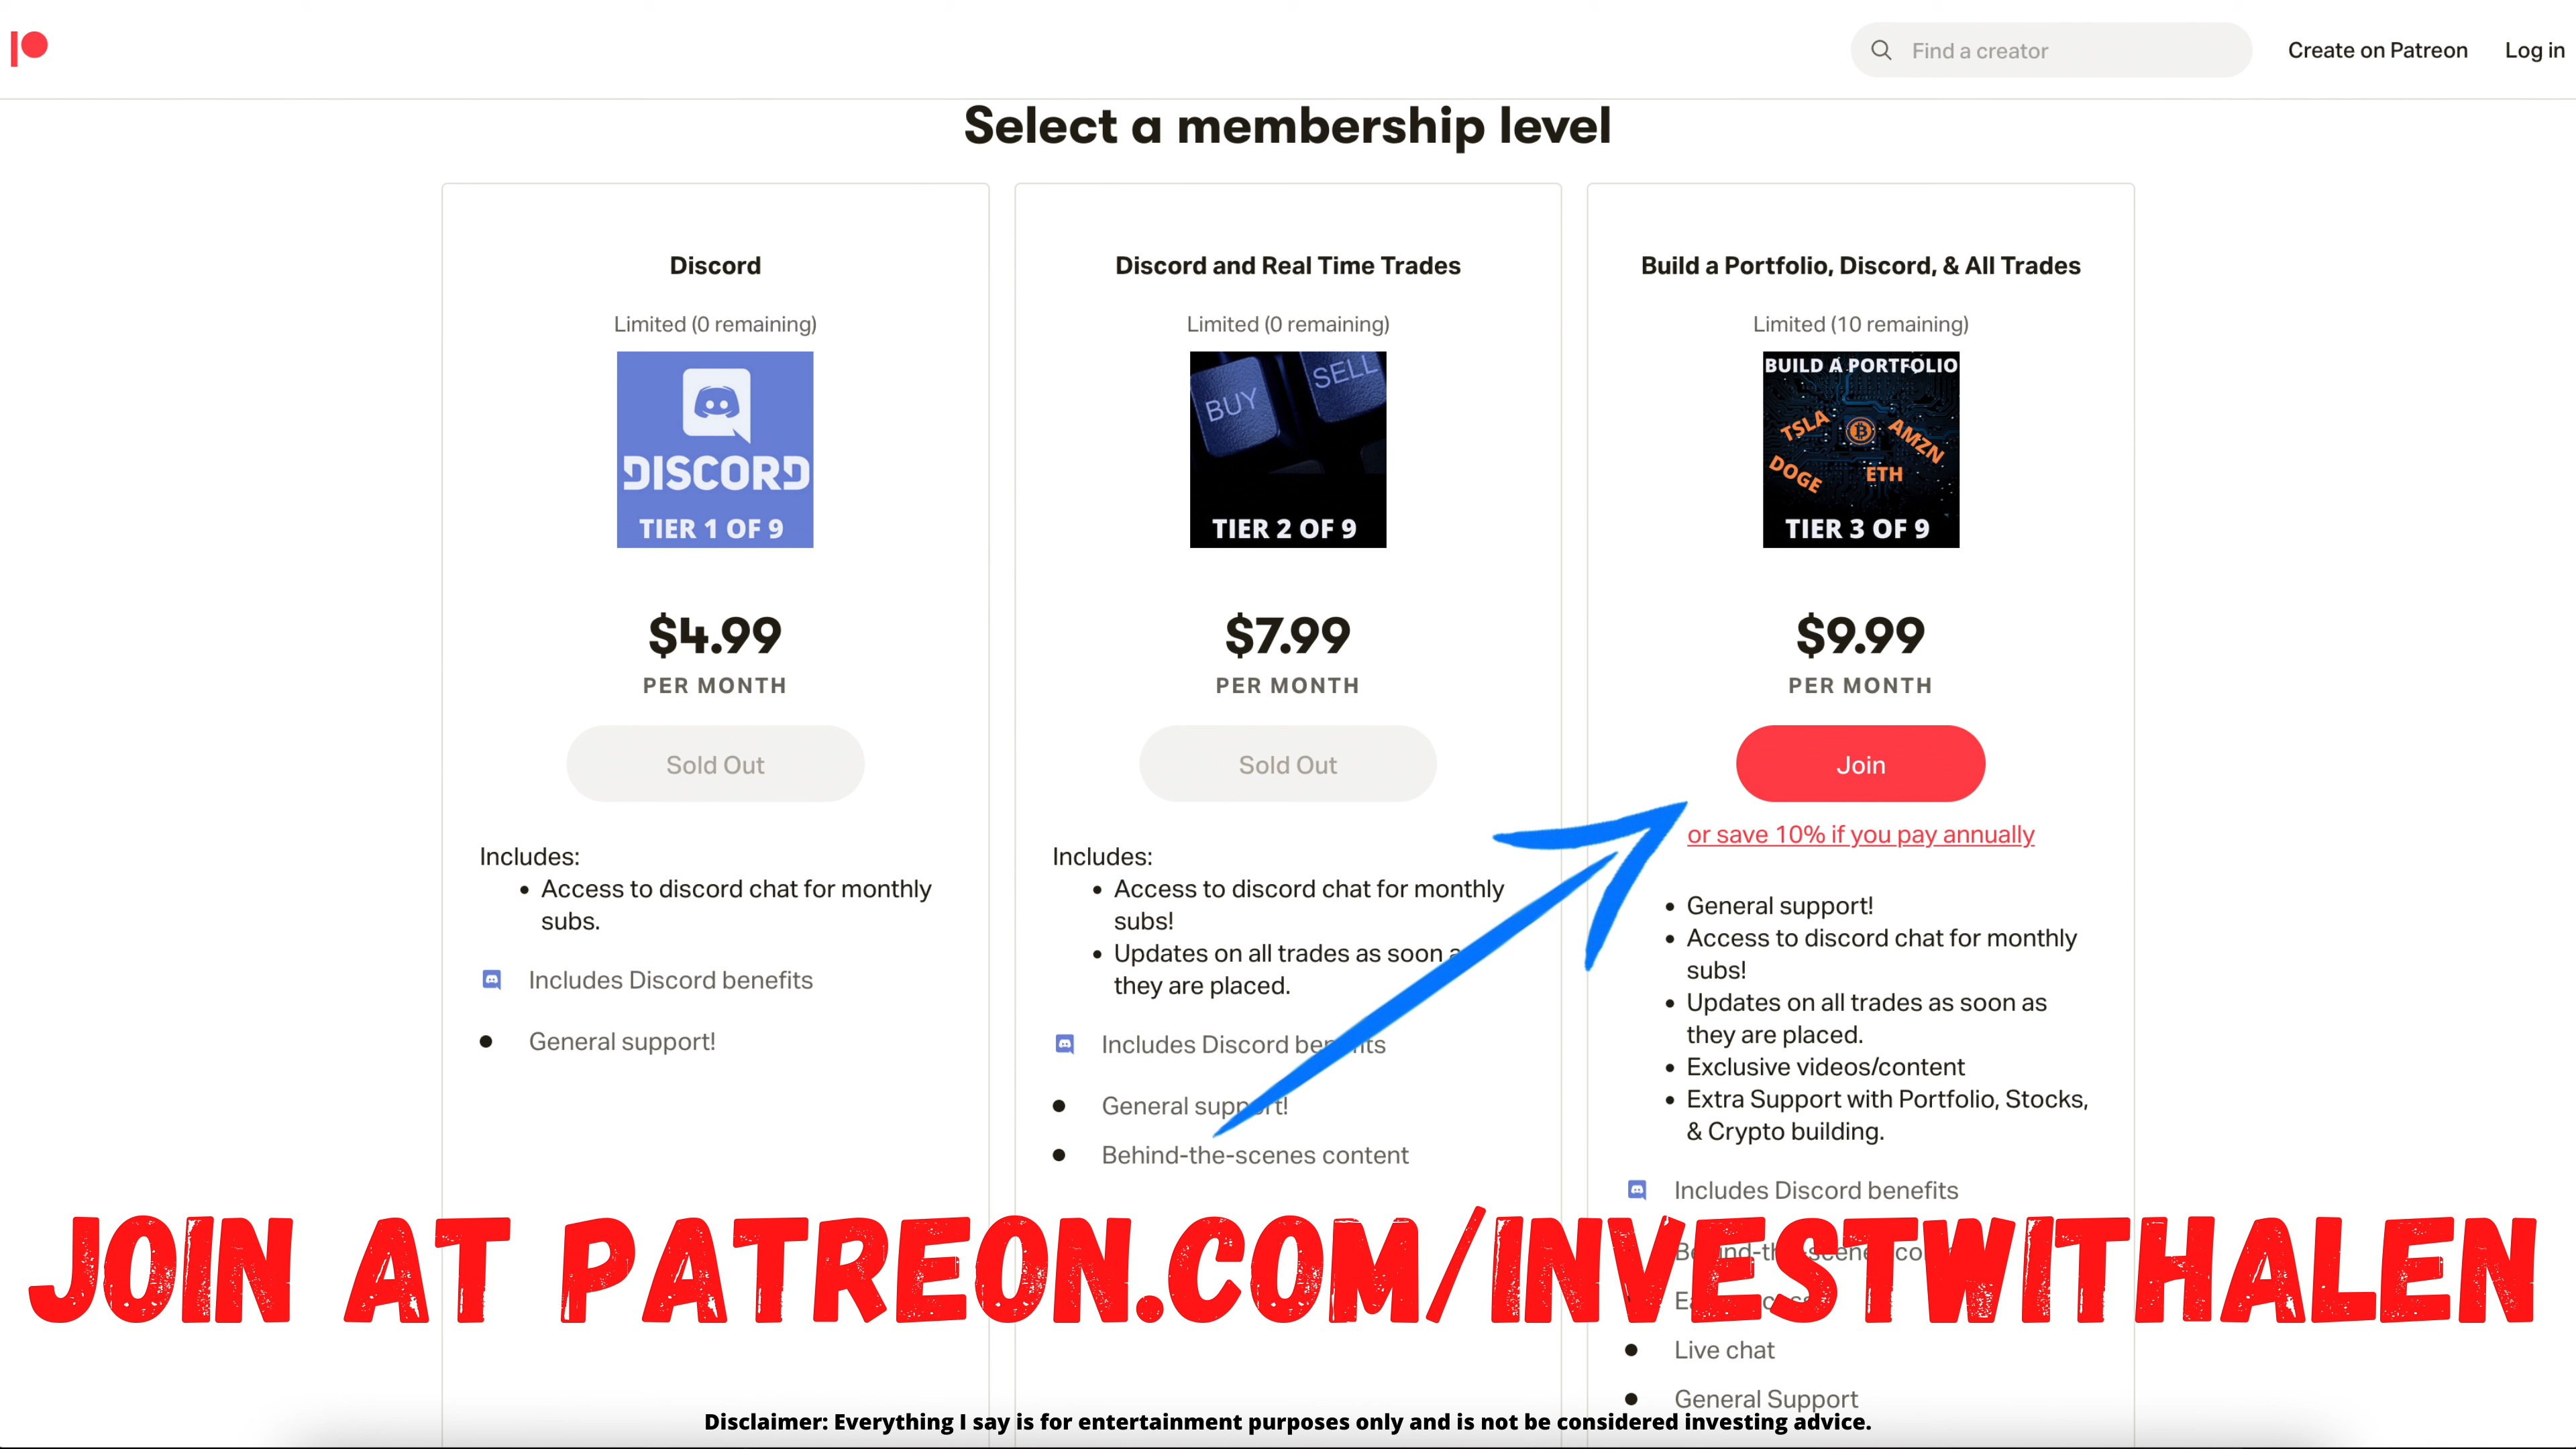 Find a creator
Create on Patreon
Log in
Select a membership level
Discord
Limited (0 remaining)
DISCORD
TIER 1 OF 9
$4.99
PER MONTH
Sold Out
Includes:
Access to discord chat for monthly
subs.
Includes Discord benefits
General support!
Discord and Real Time Trades
Limited (0 remaining)
BUY
SELL
TIER 2 OF 9
$7.99
PER MONTH
Sold Out
Includes:
Access to discord chat for monthly
subs!
Updates on all trades as soon
they are placed.
Includes Discord benefits
General support!
Behind-the-scenes content
Build a Portfolio, Discord, & All Trades
Limited (10 remaining)
BUILD A PORTFOLIO
TSLA
AMZN
DOGE
ETH
TIER 3 OF 9
$9.99
PER MONTH
Join
or save 10% if you pay annually
General support!
Access to discord chat for monthly
subs!
Updates on all trades as soon as
they are placed.
Exclusive videos/content
Extra Support with Portfolio, Stocks,
& Crypto building.
Includes Discord benefits
JOIN AT PATREON.COM/INVESTWITHALEN
Live chat
General Support
Disclaimer: Everything I say is for entertainment purposes only and is not be considered investing advice.